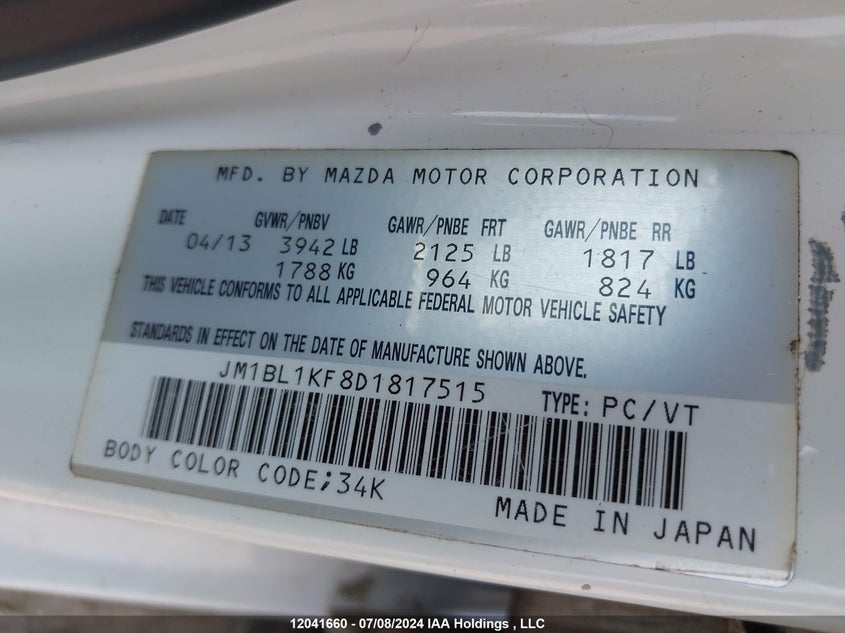 MFD. BY MAZDA MOTOR CORPORATION
DATE GVWR/PNBV GAWR/PNBE FRT GAWR/PNBE RR
04/13 3942 LB 2125 LB 1817 LB
1788 KG 964 KG 824 KG
THIS VEHICLE CONFORMS TO ALL APPLICABLE FEDERAL MOTOR VEHICLE SAFETY
STANDARDS IN EFFECT ON THE DATE OF MANUFACTURE SHOWN ABOVE.
JM1BL1KF8D1817515 TYPE: PC/VT
BODY COLOR CODE;34K
MADE IN JAPAN
12041660 - 07/08/2024 IAA Holdings , LLC